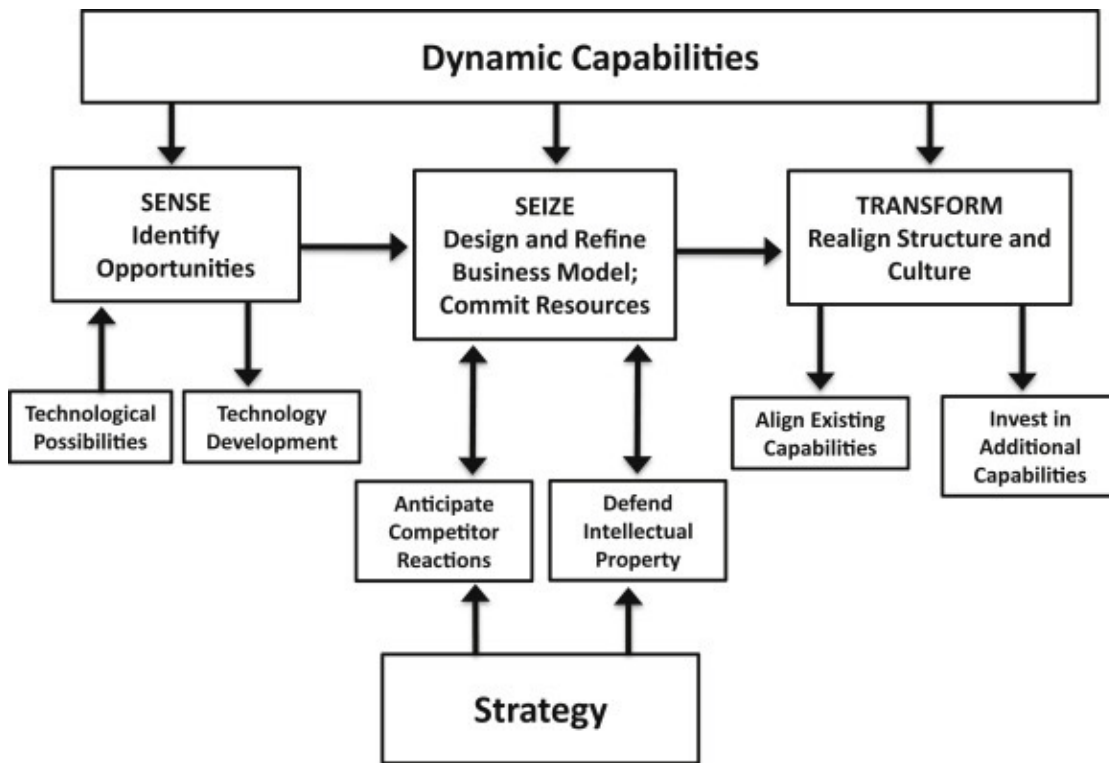 Dynamic Capabilities
SENSE
Identify
Opportunities
SEIZE
Design and Refine
Business Model;
Commit Resources
TRANSFORM
Realign Structure and
Culture
Technological
Possibilities
Technology
Development
Anticipate
Competitor
Reactions
Defend
Intellectual
Property
Align Existing
Capabilities
Invest in
Additional
Capabilities
Strategy